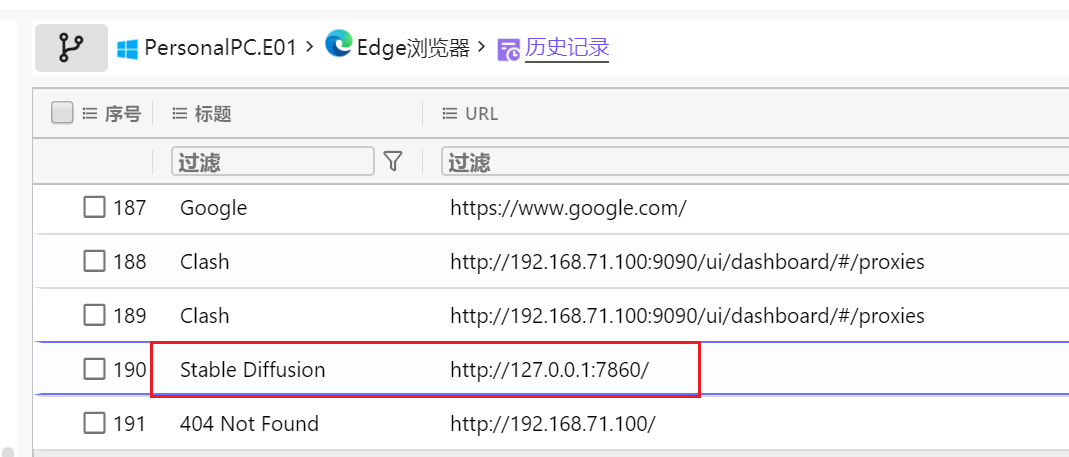 PersonalPC.E01 > Edge浏览器 > 历史记录
序号 标题 URL
过滤 过滤
187 Google https://www.google.com/
188 Clash http://192.168.71.100:9090/ui/dashboard/#/proxies
189 Clash http://192.168.71.100:9090/ui/dashboard/#/proxies
190 Stable Diffusion http://127.0.0.1:7860/
191 404 Not Found http://192.168.71.100/